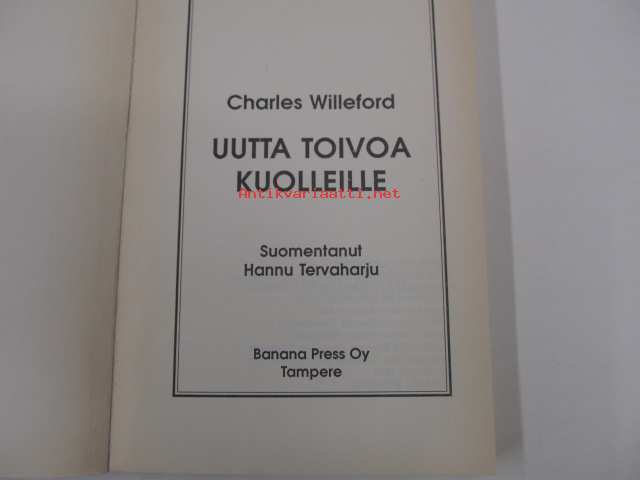 Charles Willeford
UUTTA TOIVOA
KUOLLEILLE
Antikvariaatti.net
Suomentanut
Hannu Tervaharju
Banana Press Oy
Tampere